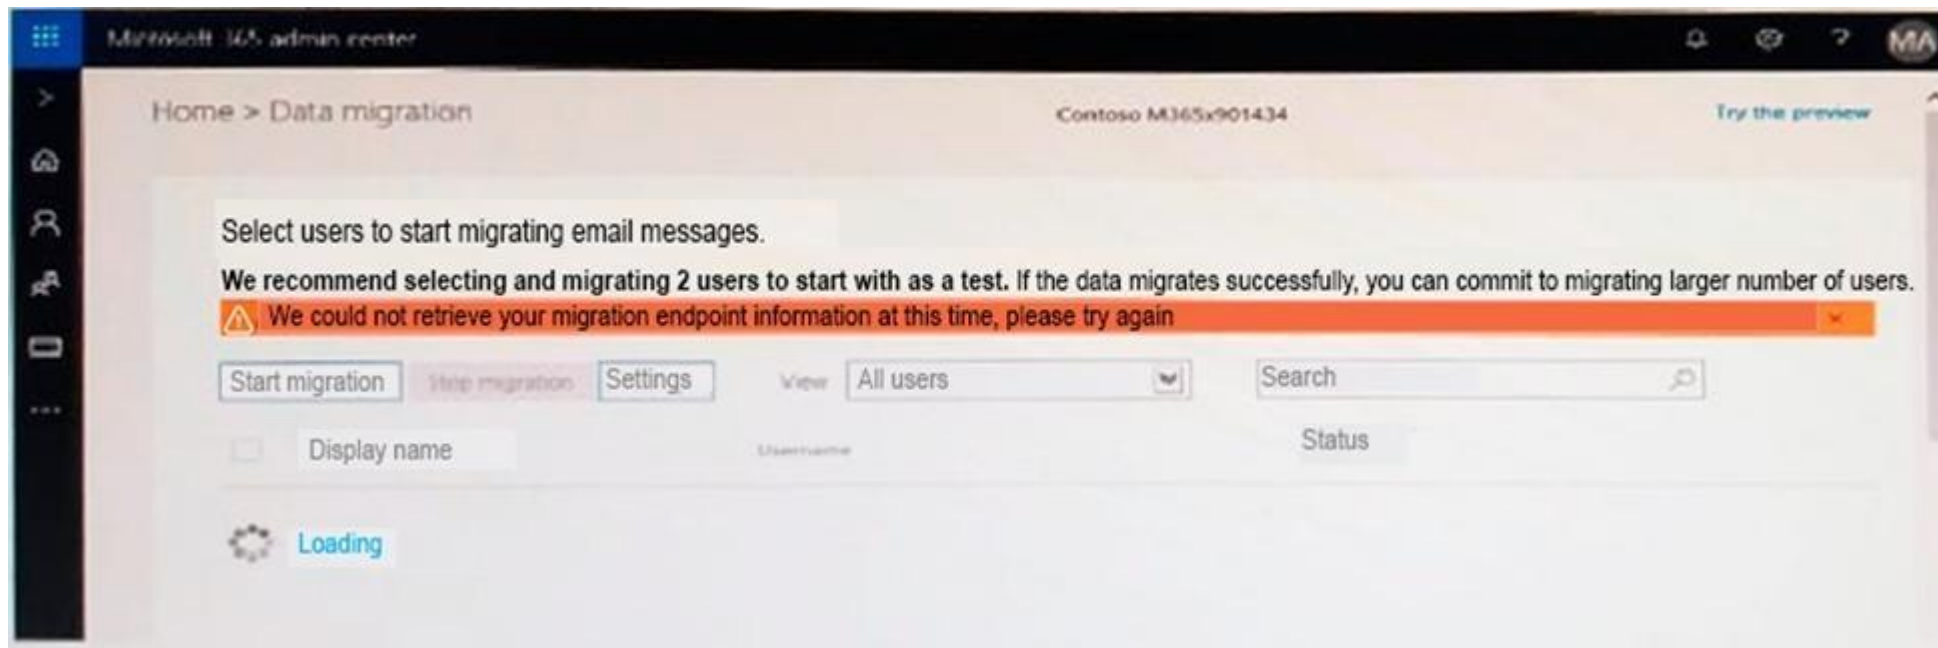 Microsoft 365 admin center
? MA
Home > Data migration
Contoso M365x901434
Try the preview
Select users to start migrating email messages.
We recommend selecting and migrating 2 users to start with as a test. If the data migrates successfully, you can commit to migrating larger number of users.
We could not retrieve your migration endpoint information at this time, please try again
Start migration Stop migration Settings View All users Search
Display name Username Status
Loading